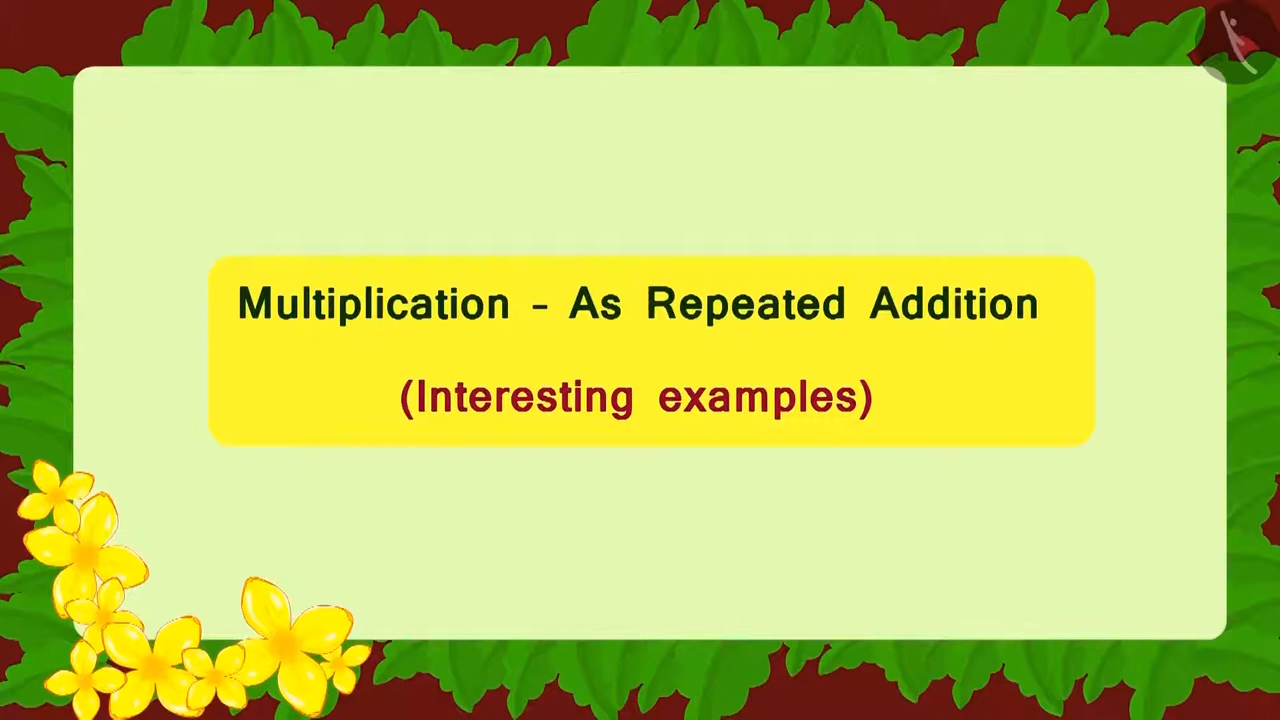 Multiplication - As Repeated Addition
(Interesting examples)